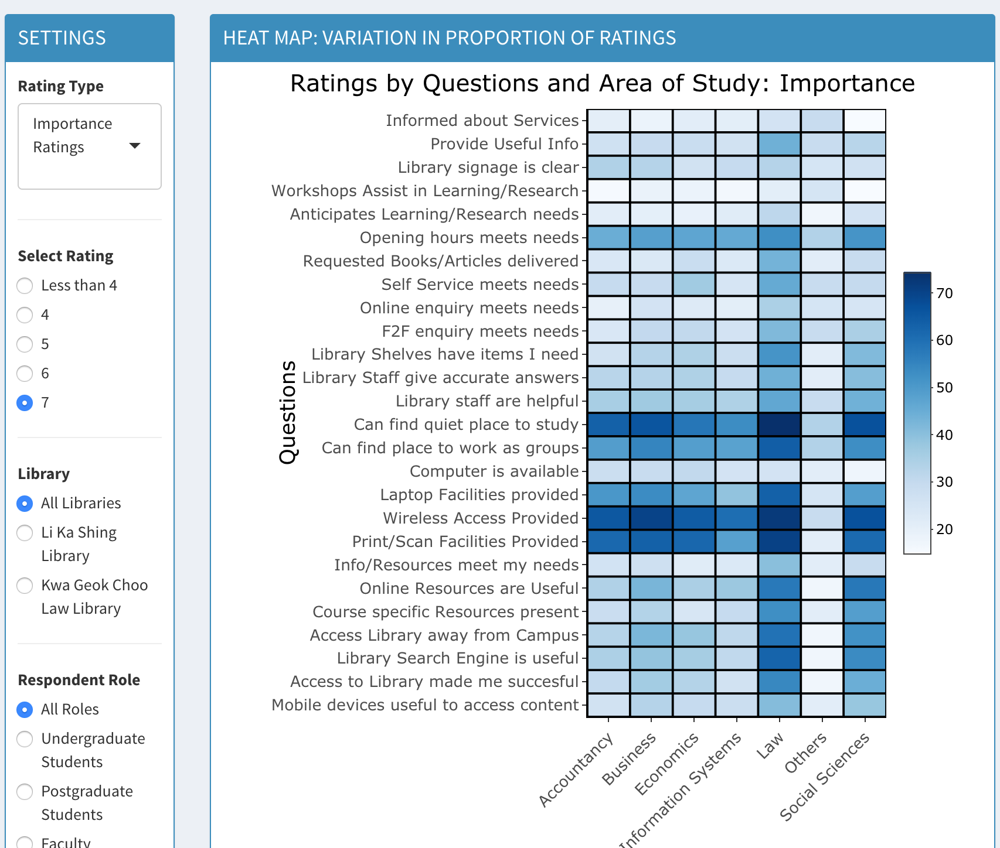 SETTINGS
Rating Type
Importance
Ratings
Select Rating
Less than 4
4
5
6
7
Library
All Libraries
Li Ka Shing
Library
Kwa Geok Choo
Law Library
Respondent Role
All Roles
Undergraduate
Students
Postgraduate
Students
Faculty
HEAT MAP: VARIATION IN PROPORTION OF RATINGS
Ratings by Questions and Area of Study: Importance
Questions
Informed about Services
Provide Useful Info
Library signage is clear
Workshops Assist in Learning/Research
Anticipates Learning/Research needs
Opening hours meets needs
Requested Books/Articles delivered
Self Service meets needs
Online enquiry meets needs
F2F enquiry meets needs
Library Shelves have items I need
Library Staff give accurate answers
Library staff are helpful
Can find quiet place to study
Can find place to work as groups
Computer is available
Laptop Facilities provided
Wireless Access Provided
Print/Scan Facilities Provided
Info/Resources meet my needs
Online Resources are Useful
Course specific Resources present
Access Library away from Campus
Library Search Engine is useful
Access to Library made me succesful
Mobile devices useful to access content
Accountancy
Business
Economics
Information Systems
Law
Others
Social Sciences
70
60
50
40
30
20